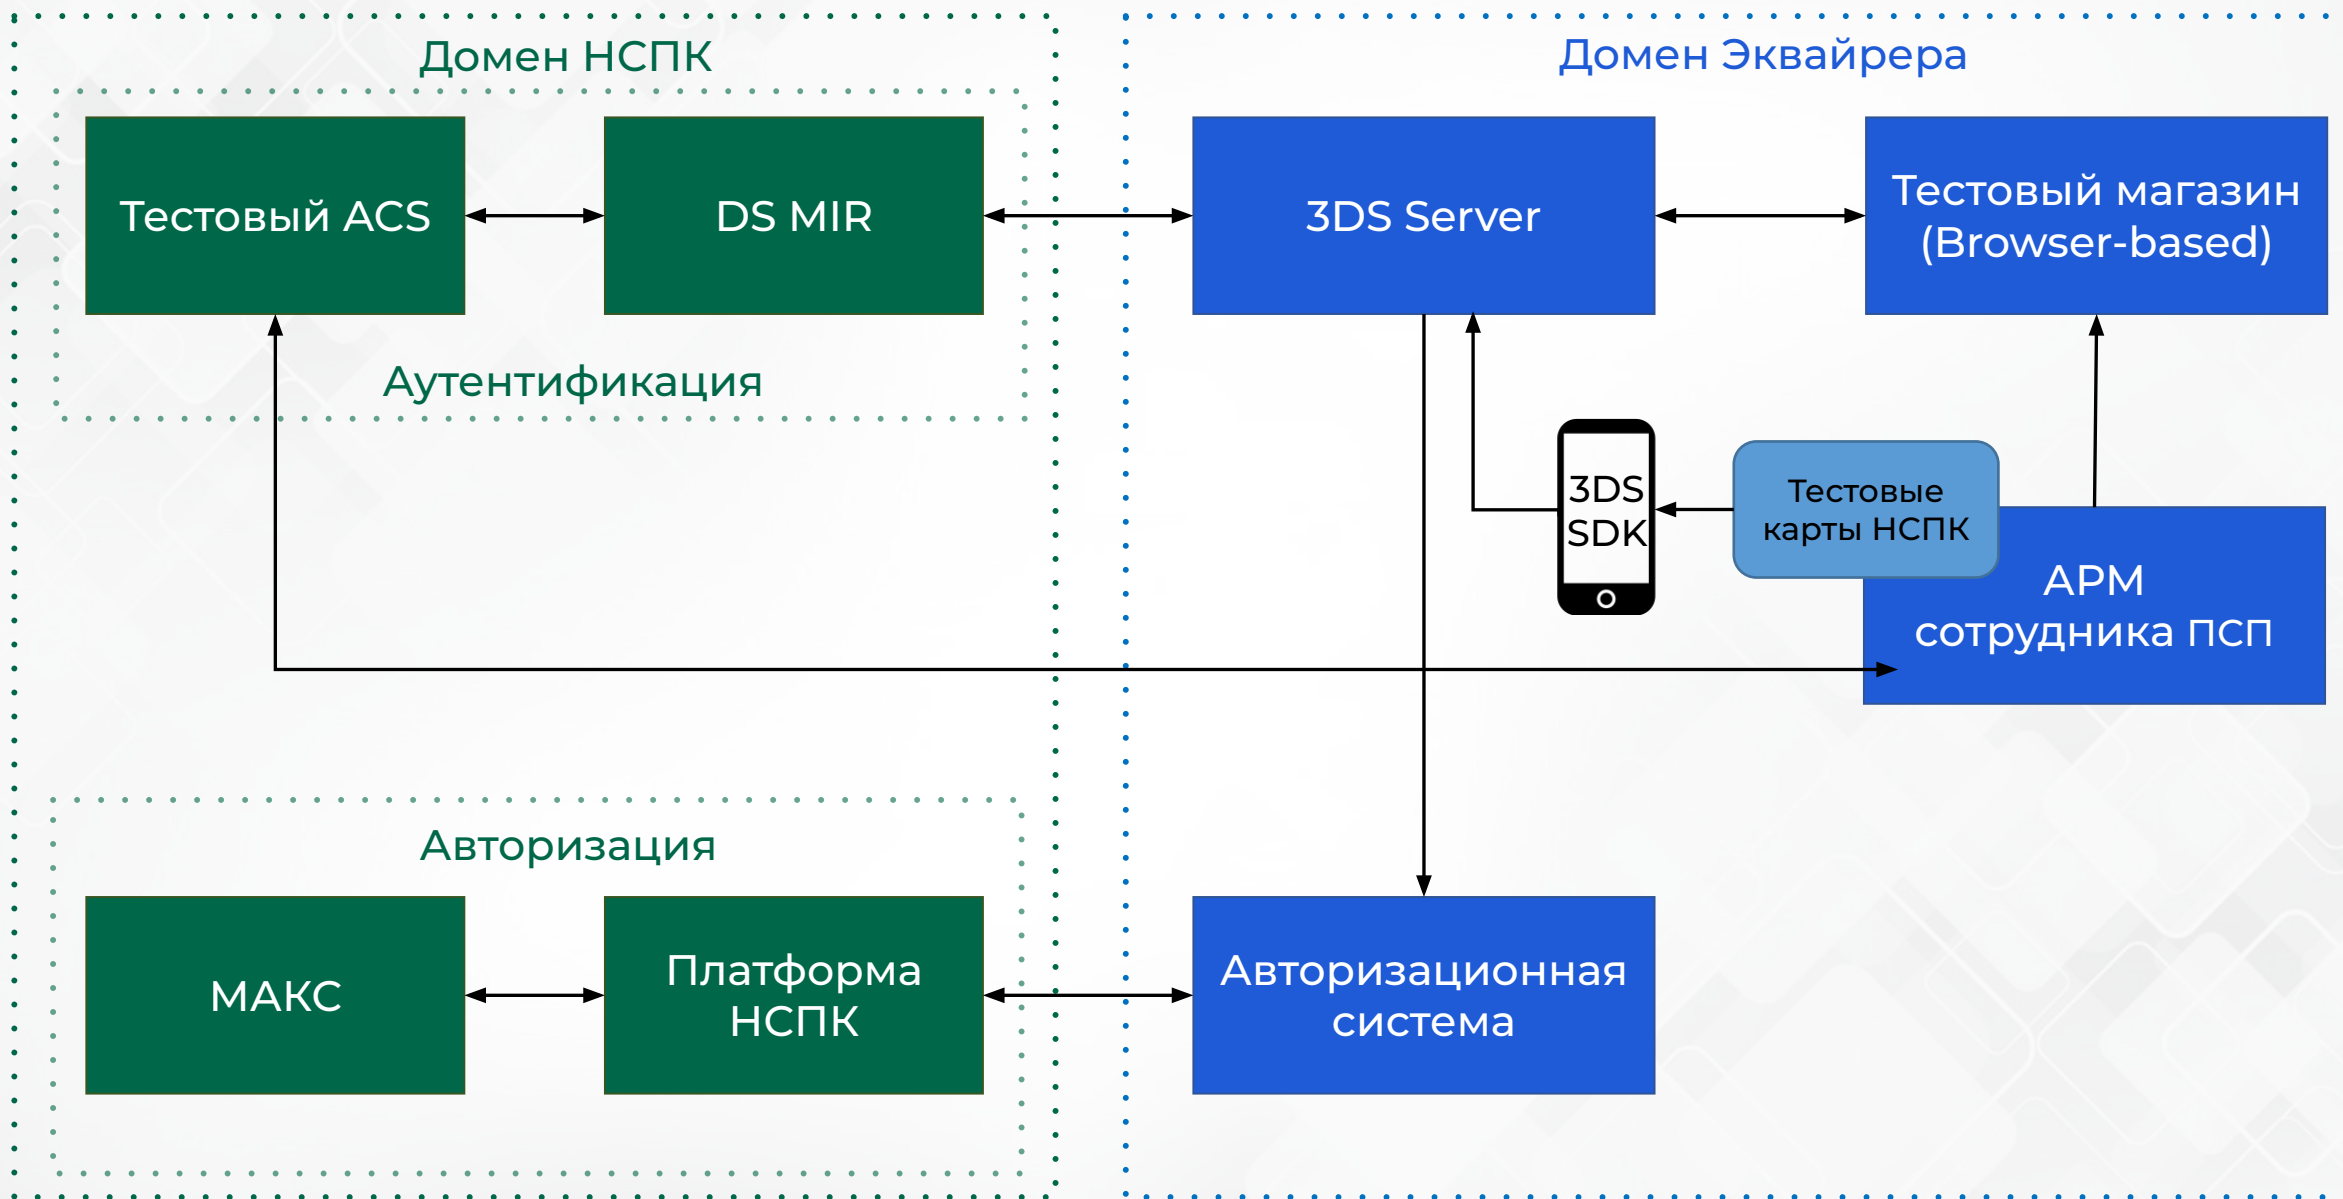 Домен НСПК
Домен Эквайрера
Тестовый ACS
DS MIR
3DS Server
Тестовый магазин
(Browser-based)
Аутентификация
3DS
SDK
Тестовые
карты НСПК
АРМ
сотрудника ПСП
Авторизация
МАКС
Платформа
НСПК
Авторизационная
система